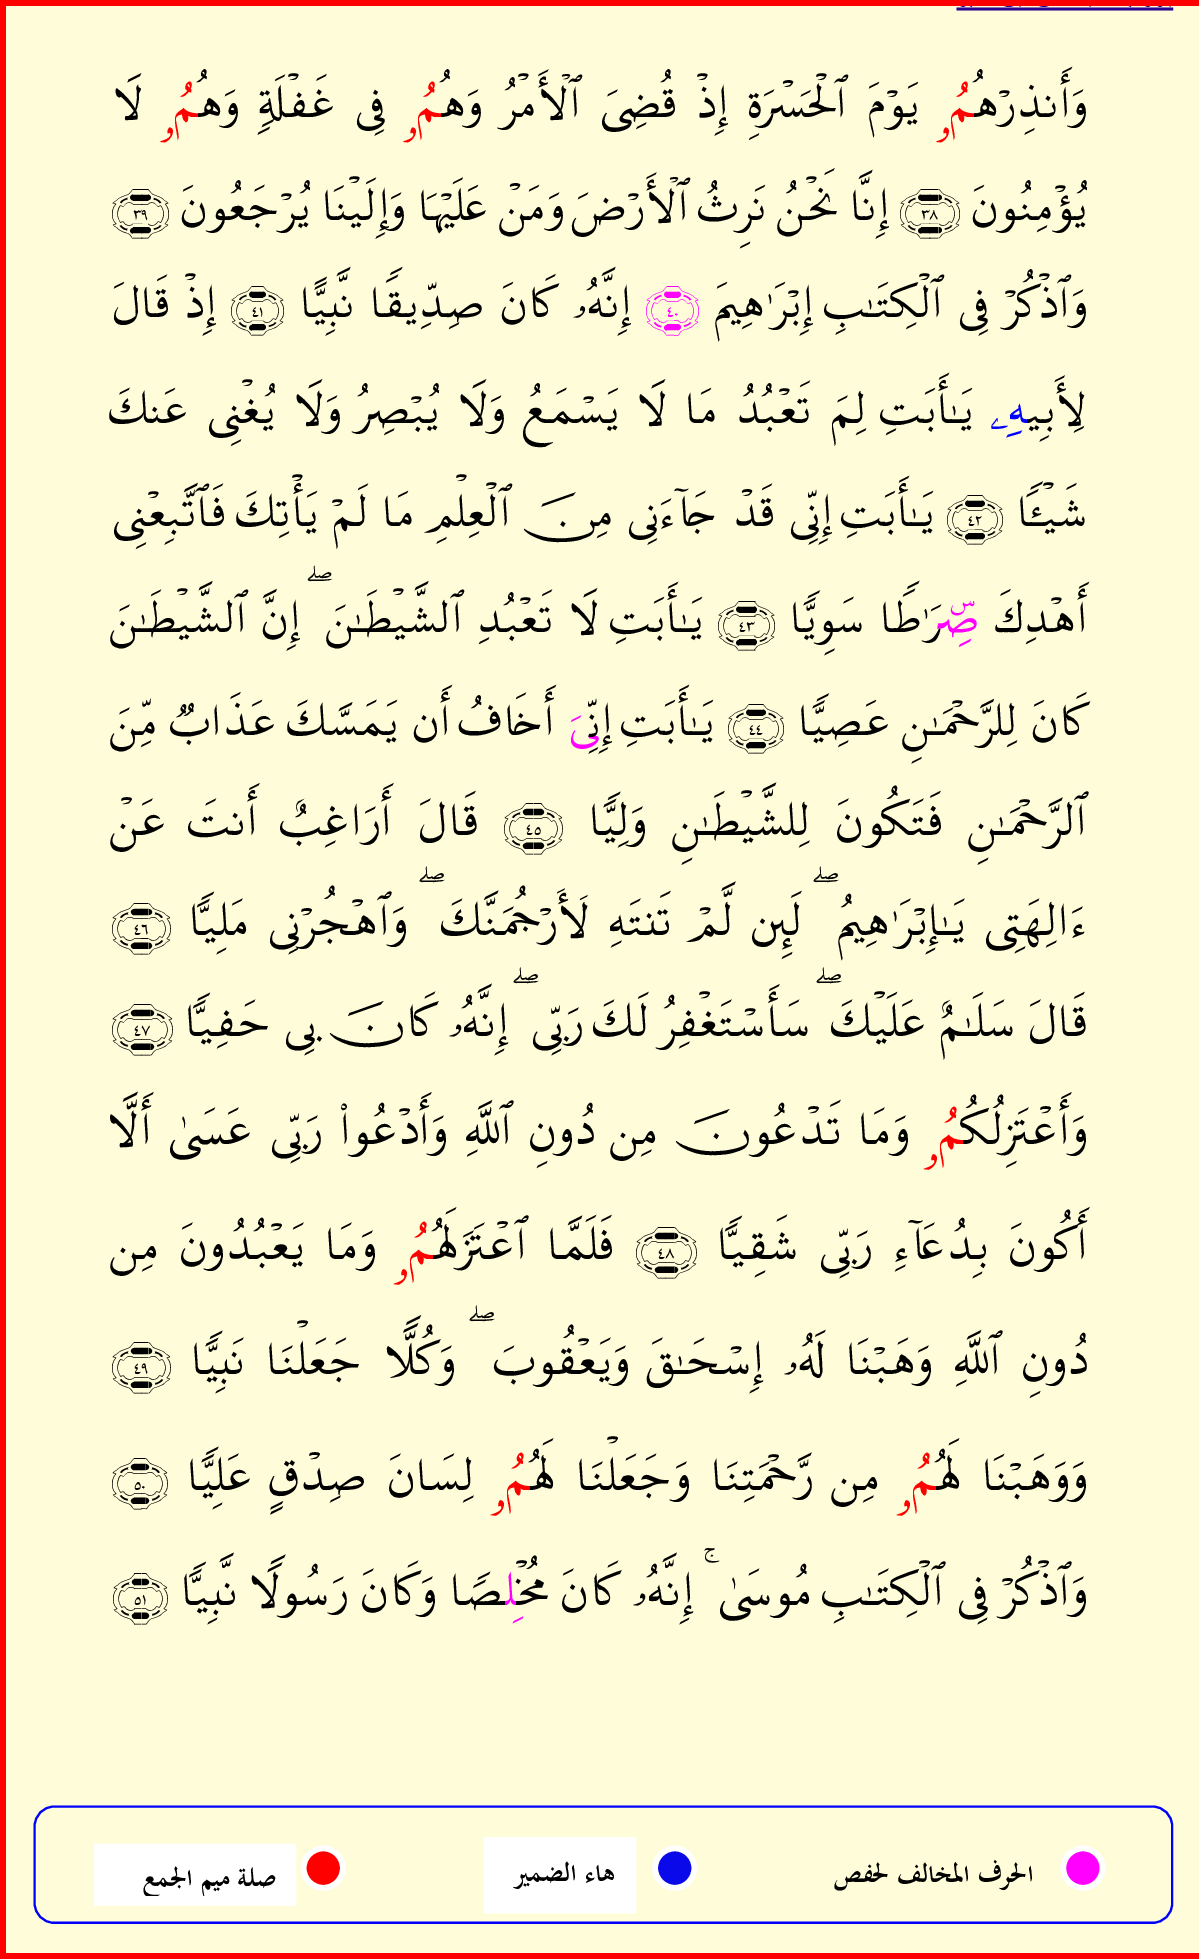 وَأَنذِرْهُمُۥ يَوْمَ ٱلْحَسْرَةِ إِذْ قُضِىَ ٱلْأَمْرُ وَهُمُۥ فِى غَفْلَةٍ وَهُمُۥ لَا
يُؤْمِنُونَ ٣٨ إِنَّا نَحْنُ نَرِثُ ٱلْأَرْضَ وَمَنْ عَلَيْهَا وَإِلَيْنَا يُرْجَعُونَ ٣٩
وَٱذْكُرْ فِى ٱلْكِتَـٰبِ إِبْرَٰهِيمَ ٤٠ إِنَّهُۥ كَانَ صِدِّيقًا نَّبِيًّا ٤١ إِذْ قَالَ
لِأَبِيهِۦ يَـٰأَبَتِ لِمَ تَعْبُدُ مَا لَا يَسْمَعُ وَلَا يُبْصِرُ وَلَا يُغْنِى عَنكَ
شَيْـًٔا ٤٢ يَـٰأَبَتِ إِنِّى قَدْ جَآءَنِى مِنَ ٱلْعِلْمِ مَا لَمْ يَأْتِكَ فَٱتَّبِعْنِى
أَهْدِكَ صِّرَٰطًا سَوِيًّا ٤٣ يَـٰأَبَتِ لَا تَعْبُدِ ٱلشَّيْطَـٰنَ ۖ إِنَّ ٱلشَّيْطَـٰنَ
كَانَ لِلرَّحْمَـٰنِ عَصِيًّا ٤٤ يَـٰأَبَتِ إِنِّىَ أَخَافُ أَن يَمَسَّكَ عَذَابٌ مِّنَ
ٱلرَّحْمَـٰنِ فَتَكُونَ لِلشَّيْطَـٰنِ وَلِيًّا ٤٥ قَالَ أَرَاغِبٌ أَنتَ عَنْ
ءَالِهَتِى يَـٰإِبْرَٰهِيمُ ۖ لَئِن لَّمْ تَنتَهِ لَأَرْجُمَنَّكَ ۖ وَٱهْجُرْنِى مَلِيًّا ٤٦
قَالَ سَلَـٰمٌ عَلَيْكَ ۖ سَأَسْتَغْفِرُ لَكَ رَبِّى ۖ إِنَّهُۥ كَانَ بِى حَفِيًّا ٤٧
وَأَعْتَزِلُكُمُۥ وَمَا تَدْعُونَ مِن دُونِ ٱللَّهِ وَأَدْعُوا۟ رَبِّى عَسَىٰ أَلَّا
أَكُونَ بِدُعَآءِ رَبِّى شَقِيًّا ٤٨ فَلَمَّا ٱعْتَزَلَهُمُۥ وَمَا يَعْبُدُونَ مِن
دُونِ ٱللَّهِ وَهَبْنَا لَهُۥ إِسْحَـٰقَ وَيَعْقُوبَ ۖ وَكُلًّا جَعَلْنَا نَبِيًّا ٤٩
وَوَهَبْنَا لَهُمُۥ مِن رَّحْمَتِنَا وَجَعَلْنَا لَهُمُۥ لِسَانَ صِدْقٍ عَلِيًّا ٥٠
وَٱذْكُرْ فِى ٱلْكِتَـٰبِ مُوسَىٰ ۚ إِنَّهُۥ كَانَ مُخْلِصًا وَكَانَ رَسُولًا نَّبِيًّا ٥١
الحرف المخالف لحفص هاء الضمير صلة ميم الجمع